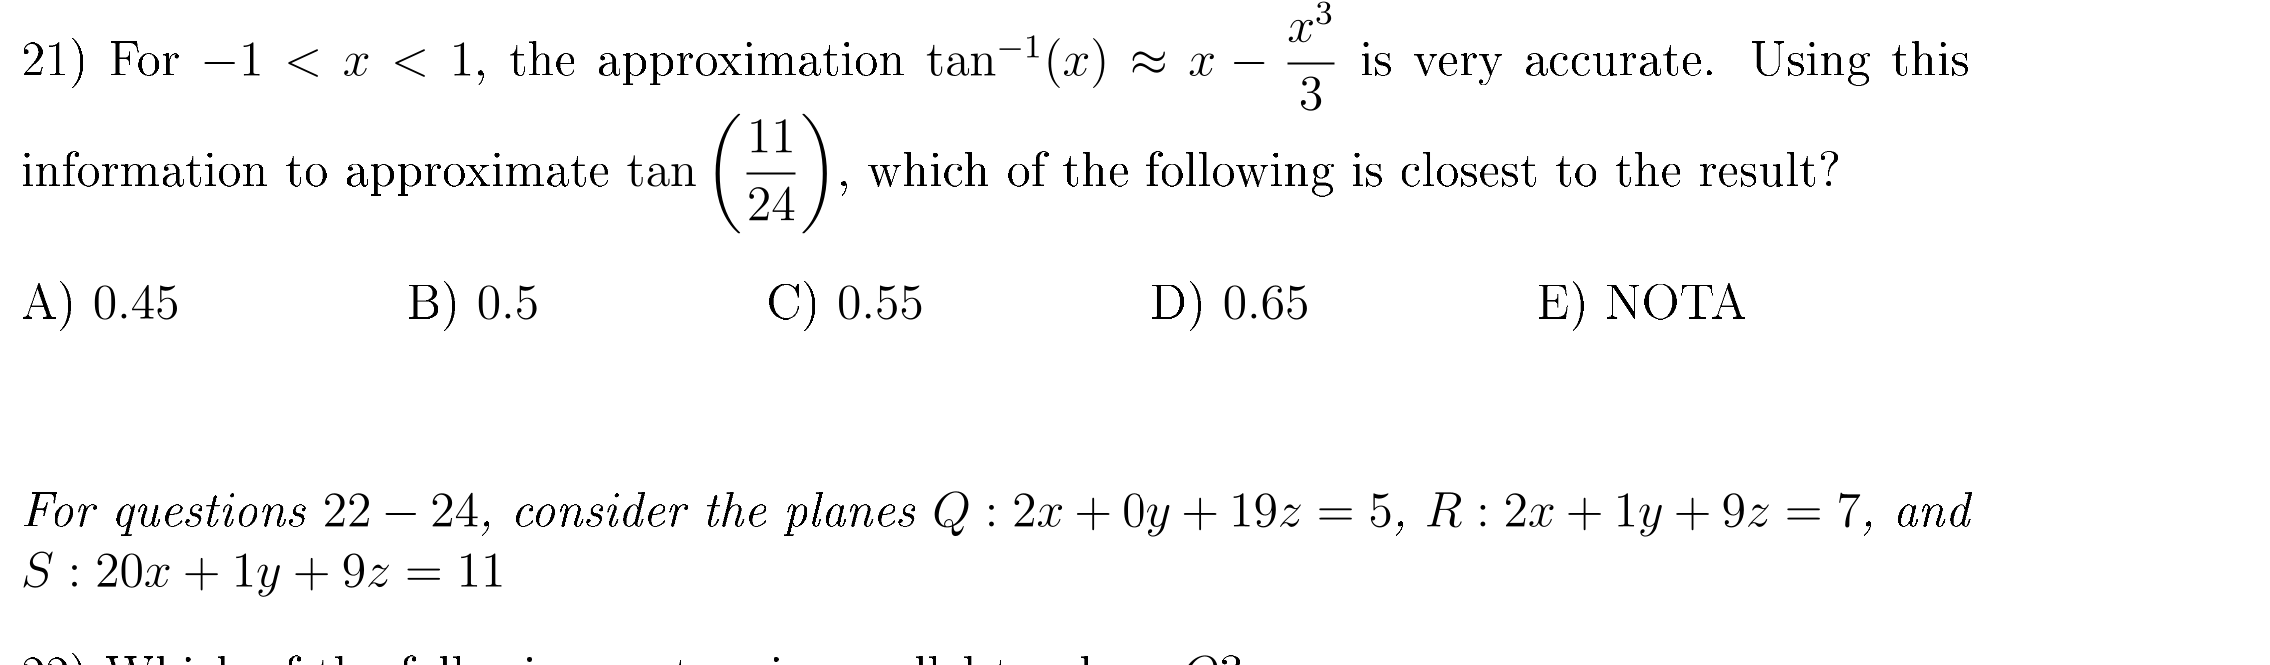 21) For −1 < x < 1, the approximation tan⁻¹(x) ≈ x − x³/3 is very accurate. Using this
information to approximate tan (11/24), which of the following is closest to the result?
A) 0.45 B) 0.5 C) 0.55 D) 0.65 E) NOTA
For questions 22 − 24, consider the planes Q : 2x + 0y + 19z = 5, R : 2x + 1y + 9z = 7, and
S : 20x + 1y + 9z = 11